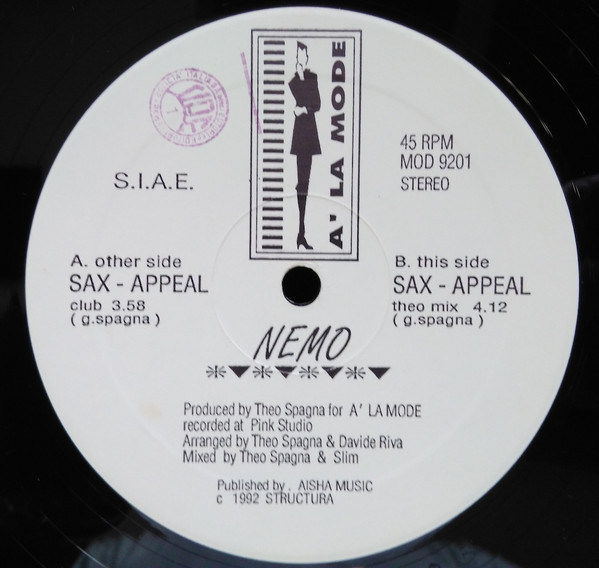 A' LA MODE
45 RPM
MOD 9201
STEREO
S.I.A.E.
A. other side
SAX - APPEAL
club 3.58
( g.spagna )
B. this side
SAX - APPEAL
theo mix 4.12
( g.spagna )
NEMO
Produced by Theo Spagna for A' LA MODE
recorded at Pink Studio
Arranged by Theo Spagna & Davide Riva
Mixed by Theo Spagna & Slim
Published by . AISHA MUSIC
c 1992 STRUCTURA